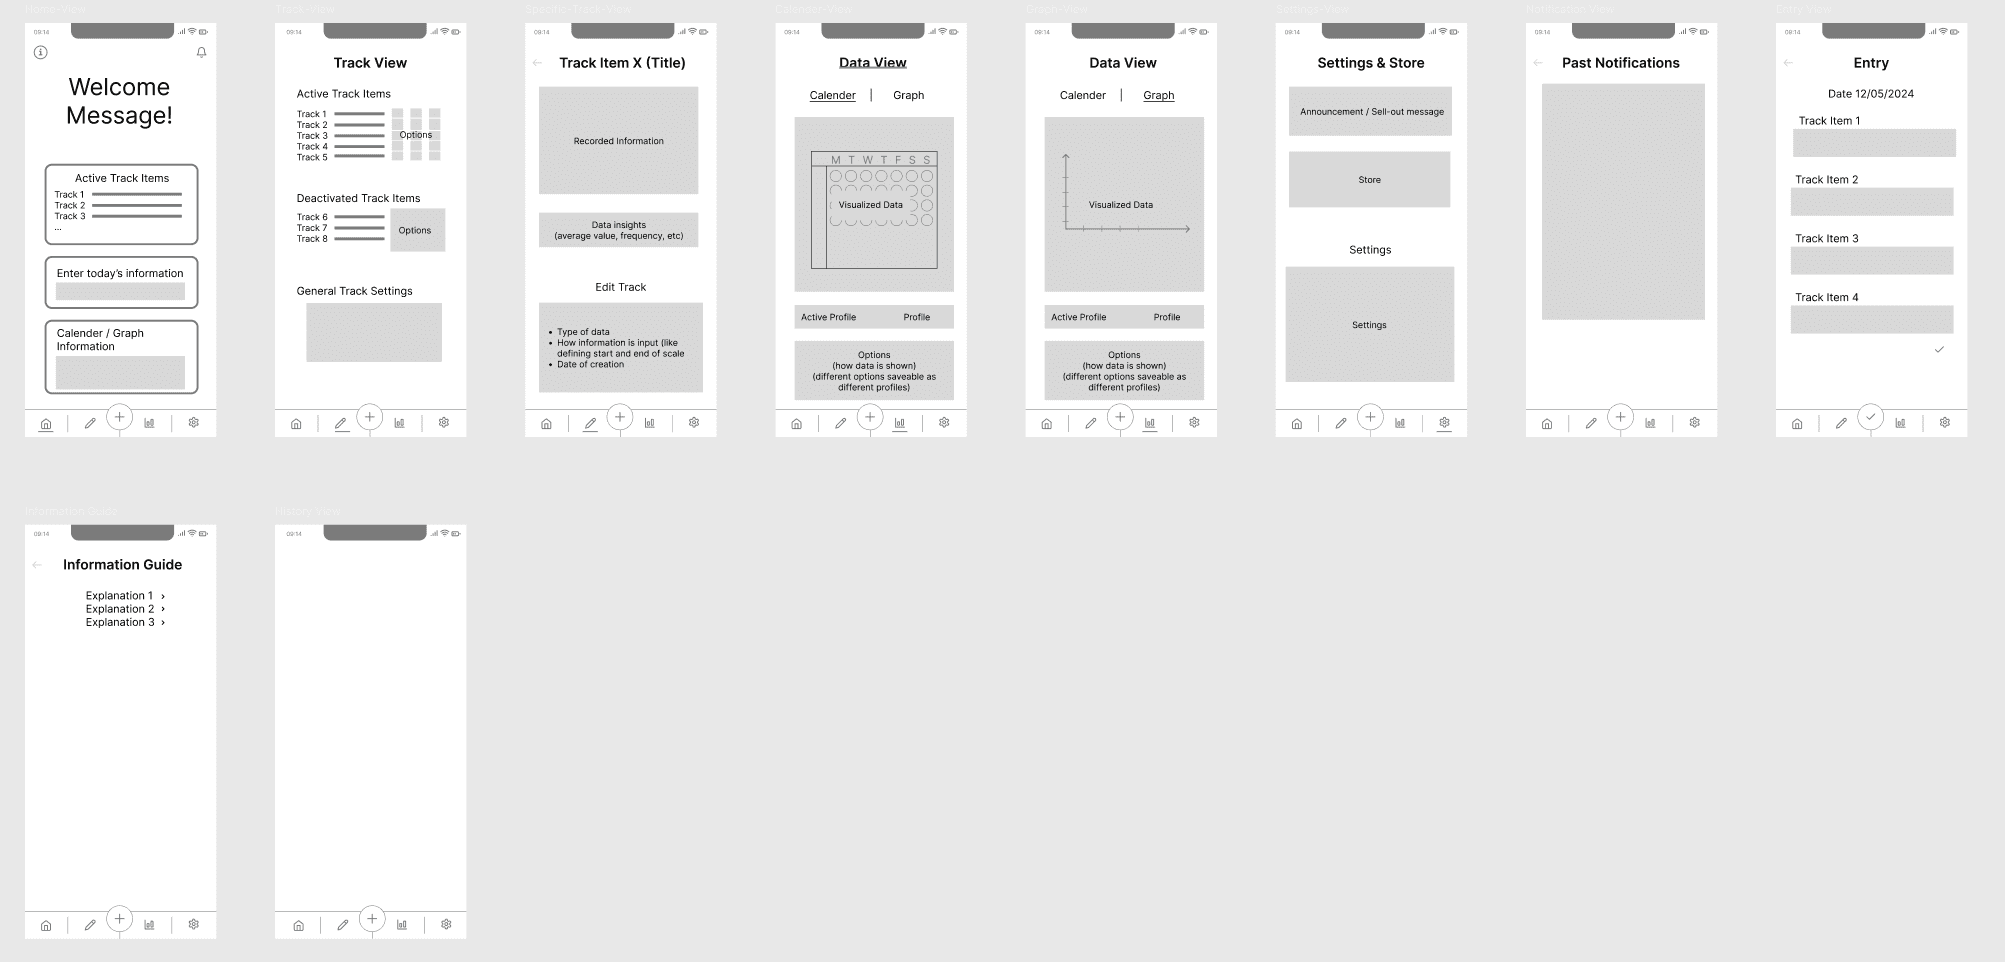 Home-View
09:14
Welcome
Message!
Active Track Items
Track 1
Track 2
Track 3
...
Enter today's information
Calender / Graph
Information
Track-View
09:14
Track View
Active Track Items
Track 1
Track 2
Track 3
Track 4
Track 5
Options
Deactivated Track Items
Track 6
Track 7
Track 8
Options
General Track Settings
Specific-Track-View
09:14
Track Item X (Title)
Recorded Information
Data insights
(average value, frequency, etc)
Edit Track
• Type of data
• How information is input (like
defining start and end of scale
• Date of creation
Calender-View
09:14
Data View
Calender | Graph
M T W T F S S
Visualized Data
Active Profile Profile
Options
(how data is shown)
(different options saveable as
different profiles)
Graph-View
09:14
Data View
Calender | Graph
Visualized Data
Active Profile Profile
Options
(how data is shown)
(different options saveable as
different profiles)
Settings-View
09:14
Settings & Store
Announcement / Sell-out message
Store
Settings
Settings
Notification View
09:14
Past Notifications
Entry View
09:14
Entry
Date 12/05/2024
Track Item 1
Track Item 2
Track Item 3
Track Item 4
Information Guide
09:14
Information Guide
Explanation 1 ›
Explanation 2 ›
Explanation 3 ›
History View
09:14